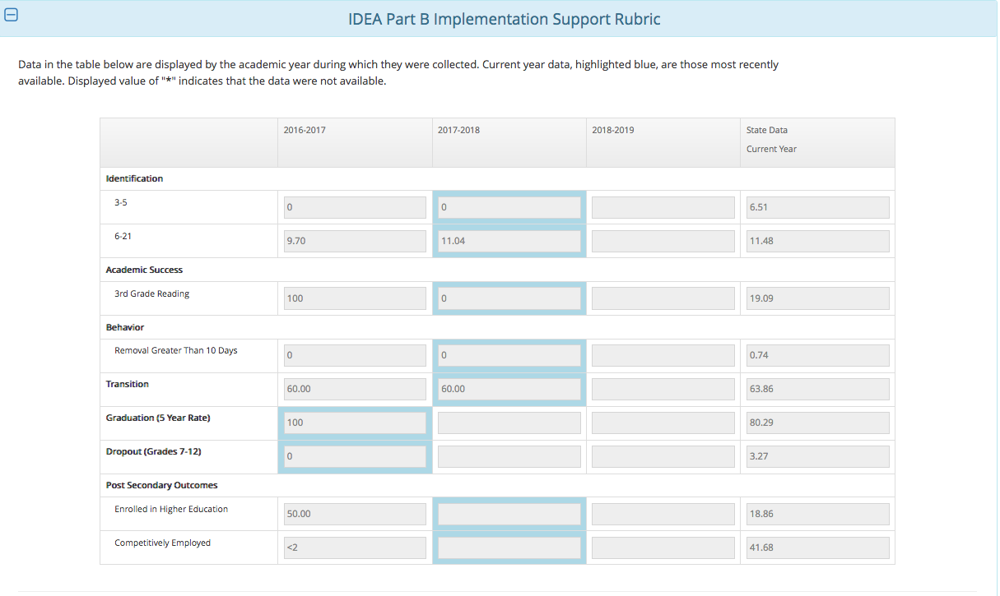 IDEA Part B Implementation Support Rubric
Data in the table below are displayed by the academic year during which they were collected. Current year data, highlighted blue, are those most recently
available. Displayed value of "*" indicates that the data were not available.
2016-2017 2017-2018 2018-2019 State Data
Current Year
Identification
3-5 0 0 6.51
6-21 9.70 11.04 11.48
Academic Success
3rd Grade Reading 100 0 19.09
Behavior
Removal Greater Than 10 Days 0 0 0.74
Transition 60.00 60.00 63.86
Graduation (5 Year Rate) 100 80.29
Dropout (Grades 7-12) 0 3.27
Post Secondary Outcomes
Enrolled in Higher Education 50.00 18.86
Competitively Employed <2 41.68